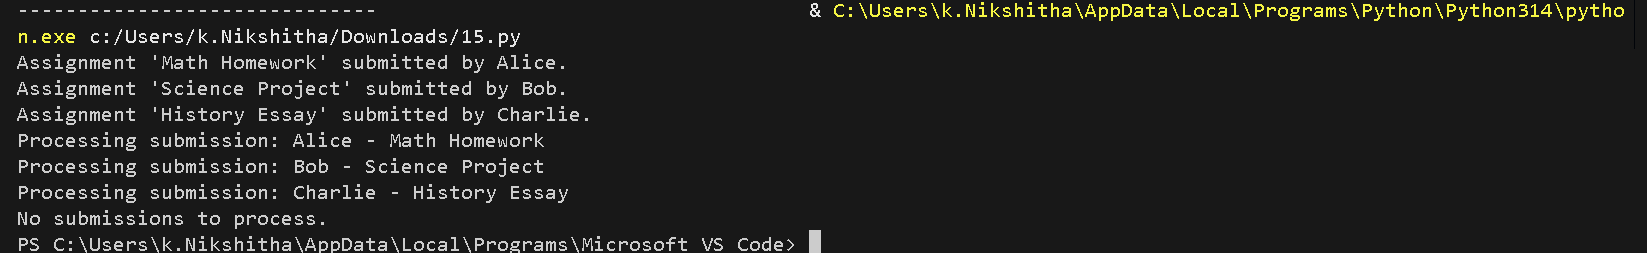 ------------------------------ & C:\Users\k.Nikshitha\AppData\Local\Programs\Python\Python314\pytho
n.exe c:/Users/k.Nikshitha/Downloads/15.py
Assignment 'Math Homework' submitted by Alice.
Assignment 'Science Project' submitted by Bob.
Assignment 'History Essay' submitted by Charlie.
Processing submission: Alice - Math Homework
Processing submission: Bob - Science Project
Processing submission: Charlie - History Essay
No submissions to process.
PS C:\Users\k.Nikshitha\AppData\Local\Programs\Microsoft VS Code>